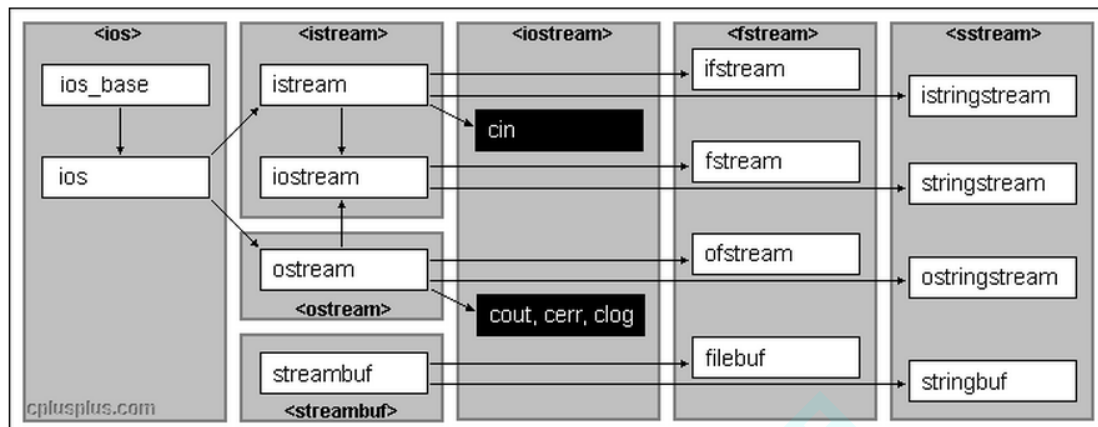 <ios>
ios_base
ios
cplusplus.com
<istream>
istream
iostream
ostream
<ostream>
streambuf
<streambuf>
<iostream>
cin
cout, cerr, clog
<fstream>
ifstream
fstream
ofstream
filebuf
<sstream>
istringstream
stringstream
ostringstream
stringbuf